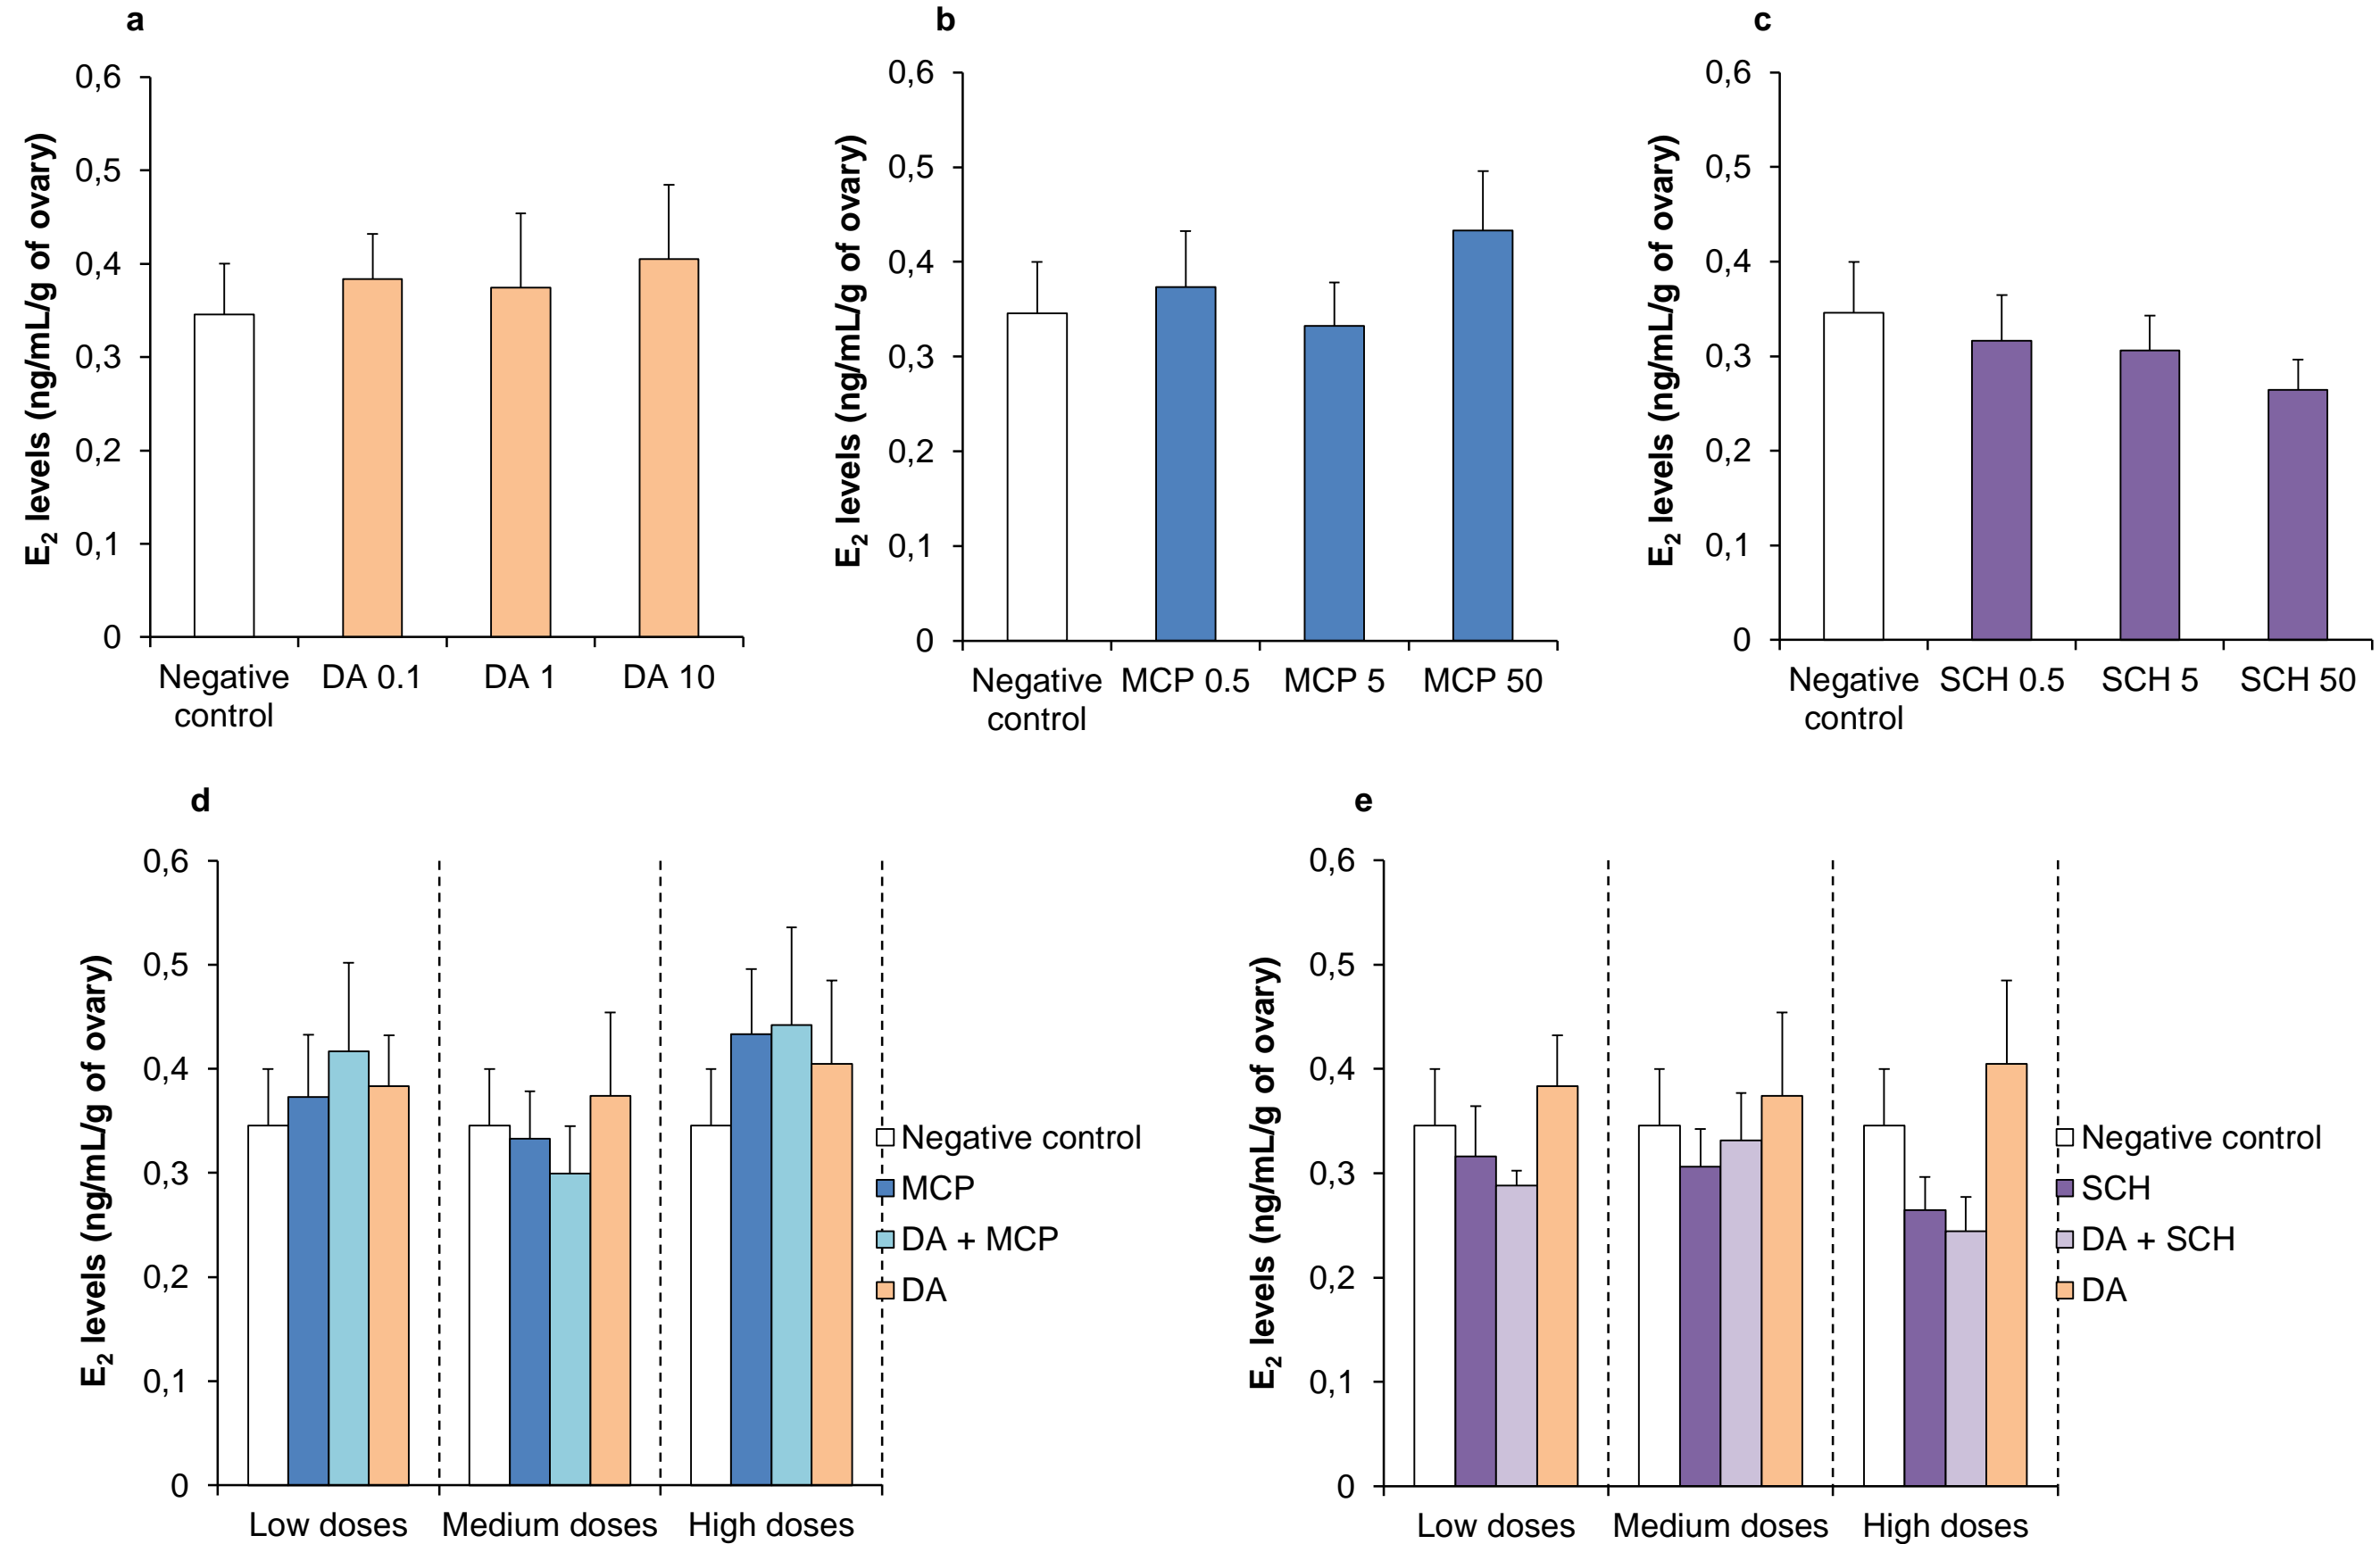 a
E2 levels (ng/mL/g of ovary)
0,6
0,5
0,4
0,3
0,2
0,1
0
Negative
control
DA 0.1
DA 1
DA 10
b
E2 levels (ng/mL/g of ovary)
0,6
0,5
0,4
0,3
0,2
0,1
0
Negative
control
MCP 0.5
MCP 5
MCP 50
c
E2 levels (ng/mL/g of ovary)
0,6
0,5
0,4
0,3
0,2
0,1
0
Negative
control
SCH 0.5
SCH 5
SCH 50
d
E2 levels (ng/mL/g of ovary)
0,6
0,5
0,4
0,3
0,2
0,1
0
Low doses
Medium doses
High doses
Negative control
MCP
DA + MCP
DA
e
E2 levels (ng/mL/g of ovary)
0,6
0,5
0,4
0,3
0,2
0,1
0
Low doses
Medium doses
High doses
Negative control
SCH
DA + SCH
DA